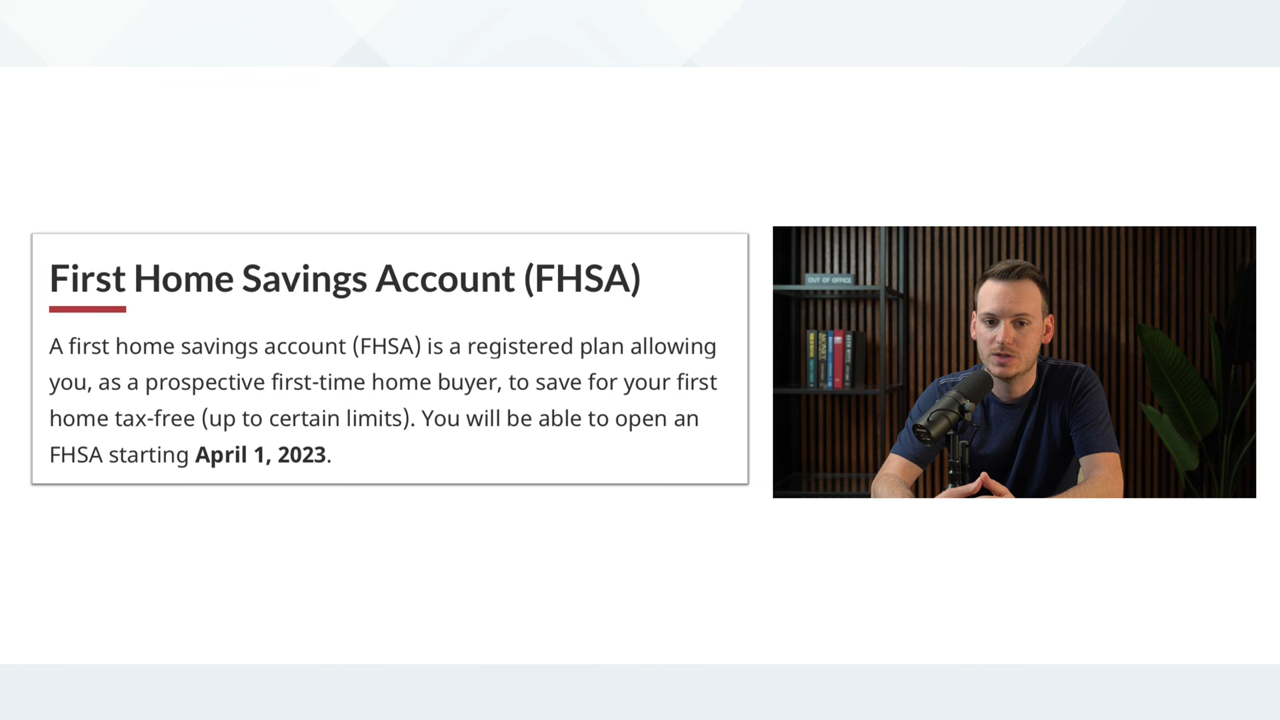 First Home Savings Account (FHSA)
A first home savings account (FHSA) is a registered plan allowing
you, as a prospective first-time home buyer, to save for your first
home tax-free (up to certain limits). You will be able to open an
FHSA starting April 1, 2023.
OUT OF OFFICE